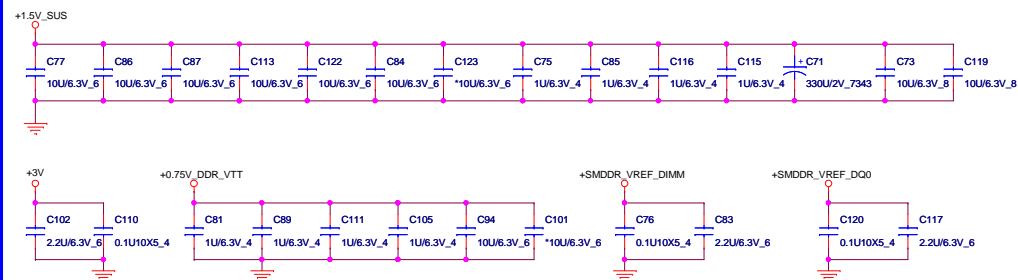 +1.5V_SUS
C77 C86 C87 C113 C122 C84 C123 C75 C85 C116 C115 + C71 C73 C119
10U/6.3V_6 10U/6.3V_6 10U/6.3V_6 10U/6.3V_6 10U/6.3V_6 10U/6.3V_6 *10U/6.3V_6 1U/6.3V_4 1U/6.3V_4 1U/6.3V_4 1U/6.3V_4 330U/2V_7343 10U/6.3V_8 10U/6.3V_8
+3V +0.75V_DDR_VTT +SMDDR_VREF_DIMM +SMDDR_VREF_DQ0
C102 C110 C81 C89 C111 C105 C94 C101 C76 C83 C120 C117
2.2U/6.3V_6 0.1U10X5_4 1U/6.3V_4 1U/6.3V_4 1U/6.3V_4 1U/6.3V_4 10U/6.3V_6 *10U/6.3V_6 0.1U10X5_4 2.2U/6.3V_6 0.1U10X5_4 2.2U/6.3V_6